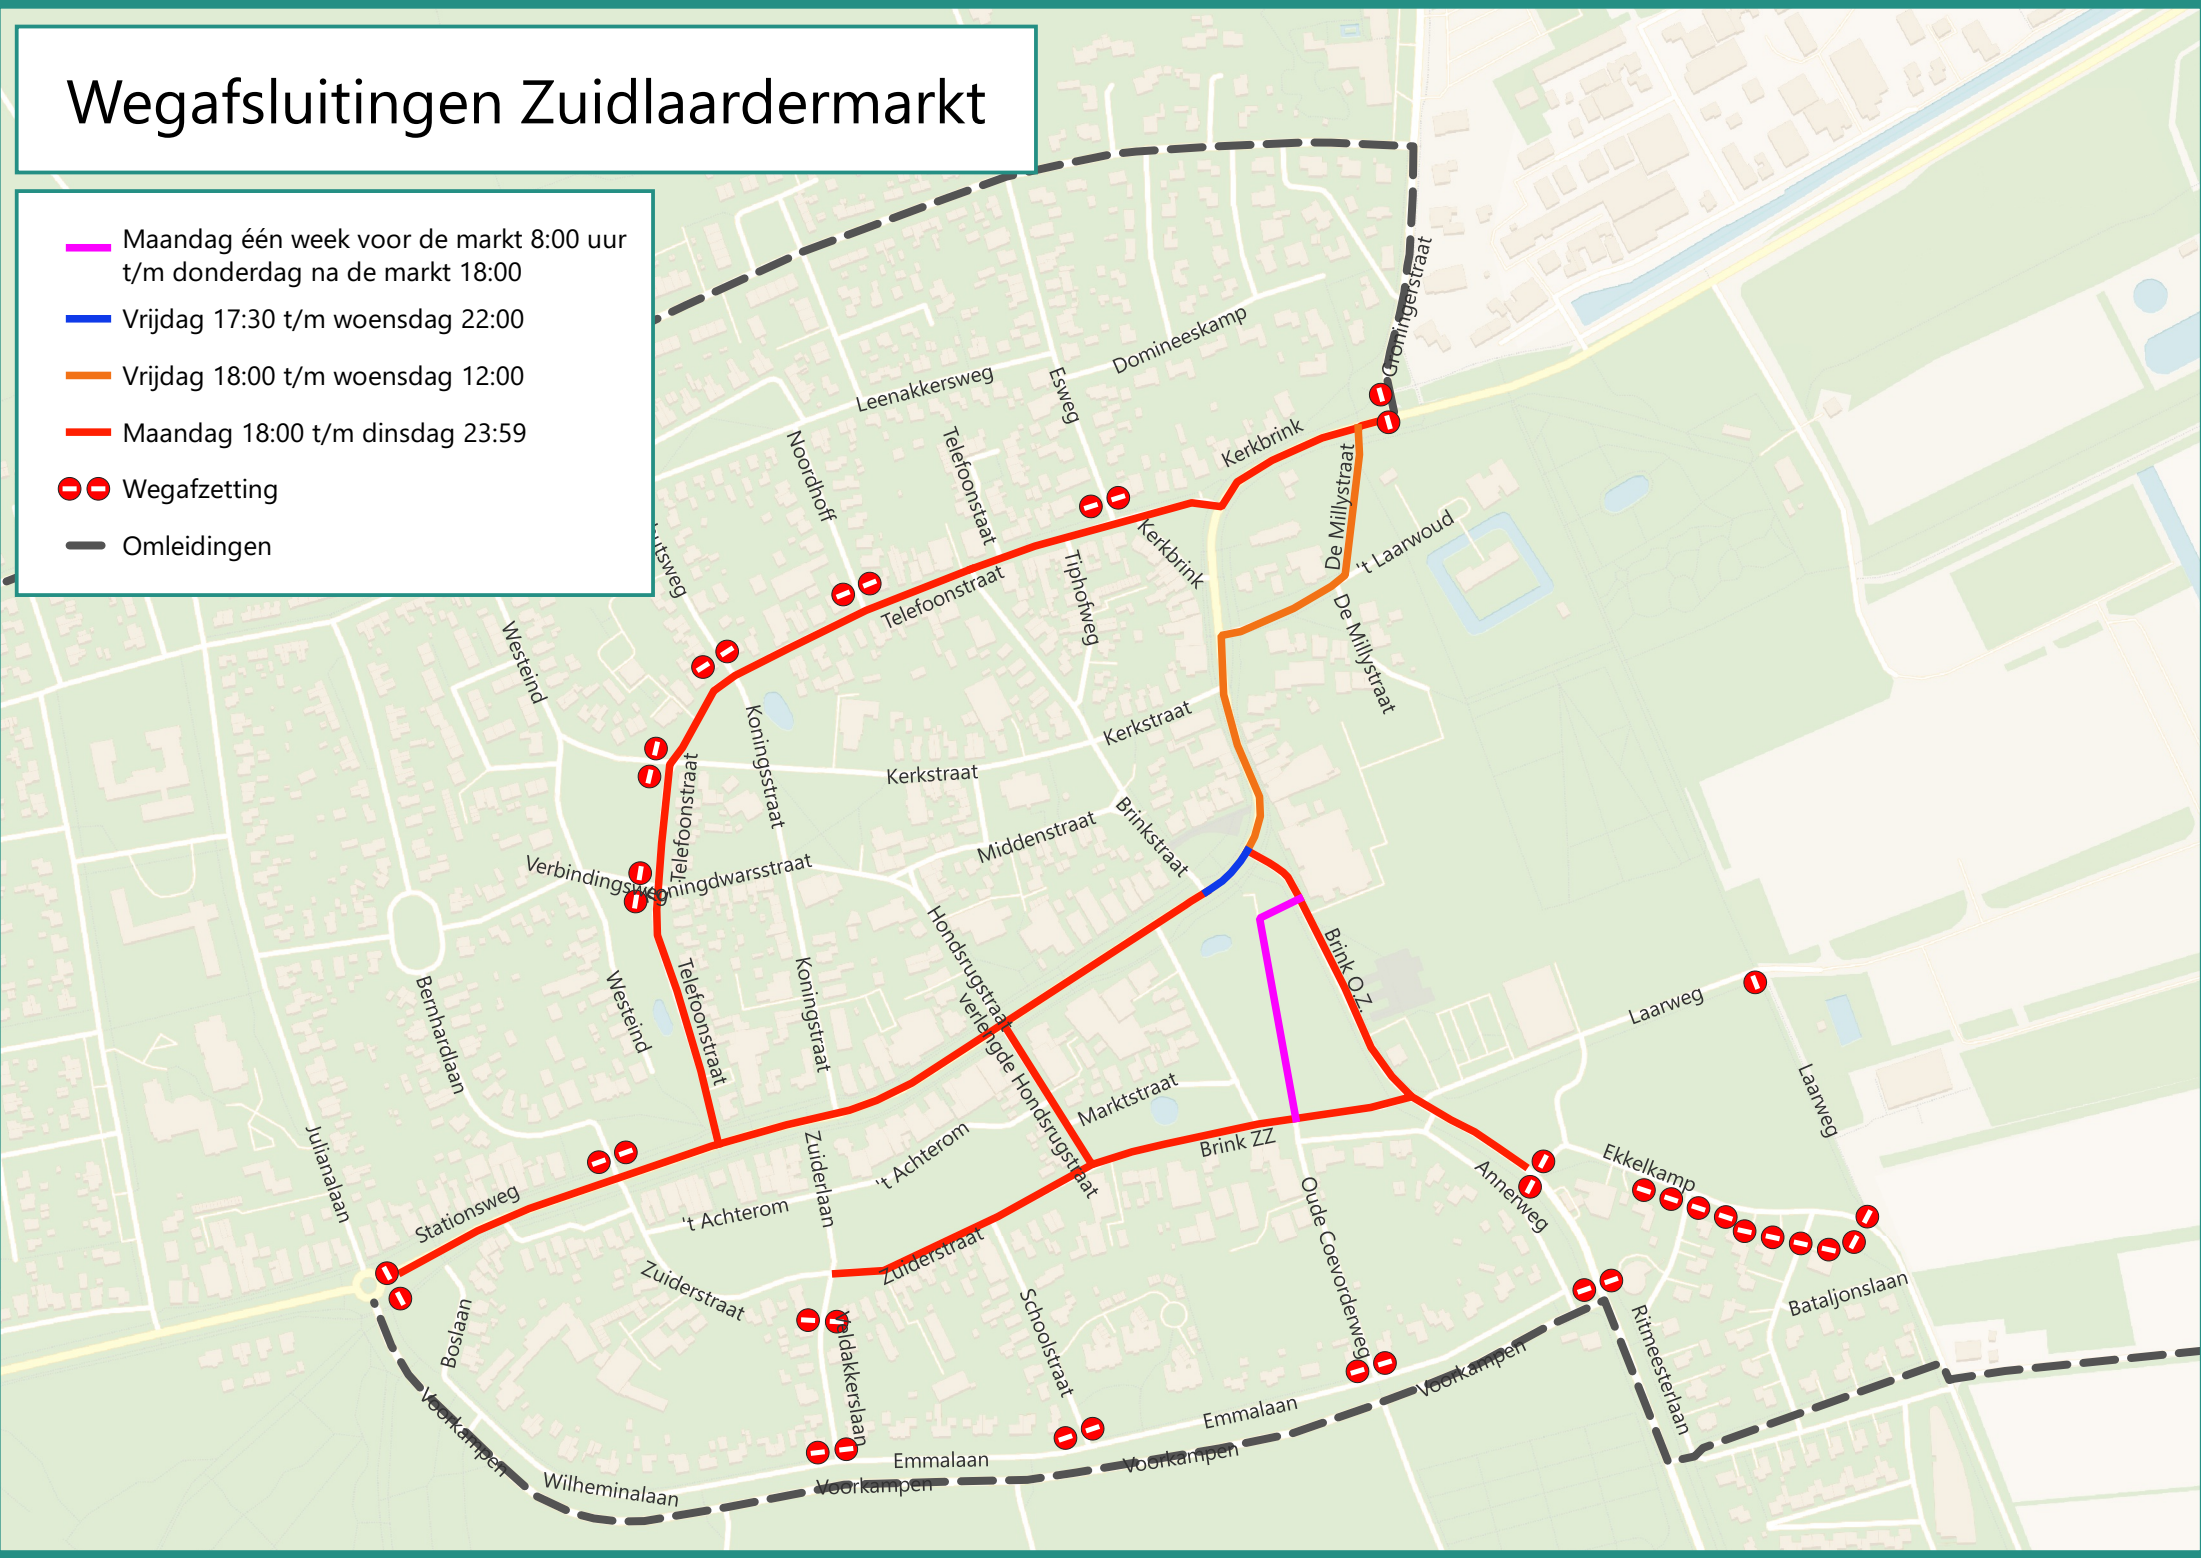 Wegafsluitingen Zuidlaardermarkt
Maandag één week voor de markt 8:00 uur
t/m donderdag na de markt 18:00
Vrijdag 17:30 t/m woensdag 22:00
Vrijdag 18:00 t/m woensdag 12:00
Maandag 18:00 t/m dinsdag 23:59
Wegafzetting
Omleidingen
Groningerstraat
Domineeskamp
Leenakkersweg
Esweg
Kerkbrink
Noordhoff
Telefoonstaat
De Millystraat
't Laarwoud
Kerkbrink
Tiphofweg
Telefoonstraat
De Millystraat
Westeind
Koningsstraat
Kerkstraat
Kerkstraat
Telefoonstraat
Brinkstraat
Middenstraat
Verbindingsweg
Koningdwarsstraat
Hondsrugstraat
Brink O.Z.
Bernhardlaan
Westeind
Telefoonstraat
Koningstraat
verlengde Hondsrugstraat
Laarweg
Laarweg
Marktstraat
Julianalaan
Zuiderlaan
't Achterom
't Achterom
Brink ZZ
Annerweg
Ekkelkamp
Stationsweg
Zuiderstraat
Zuiderstraat
Oude Coevorderweg
Bataljonslaan
Ritmeesterlaan
Boslaan
Veldakkerslaan
Schoolstraat
Voorkampen
Emmalaan
Voorkampen
Wilheminalaan
Emmalaan
Voorkampen
Voorkampen